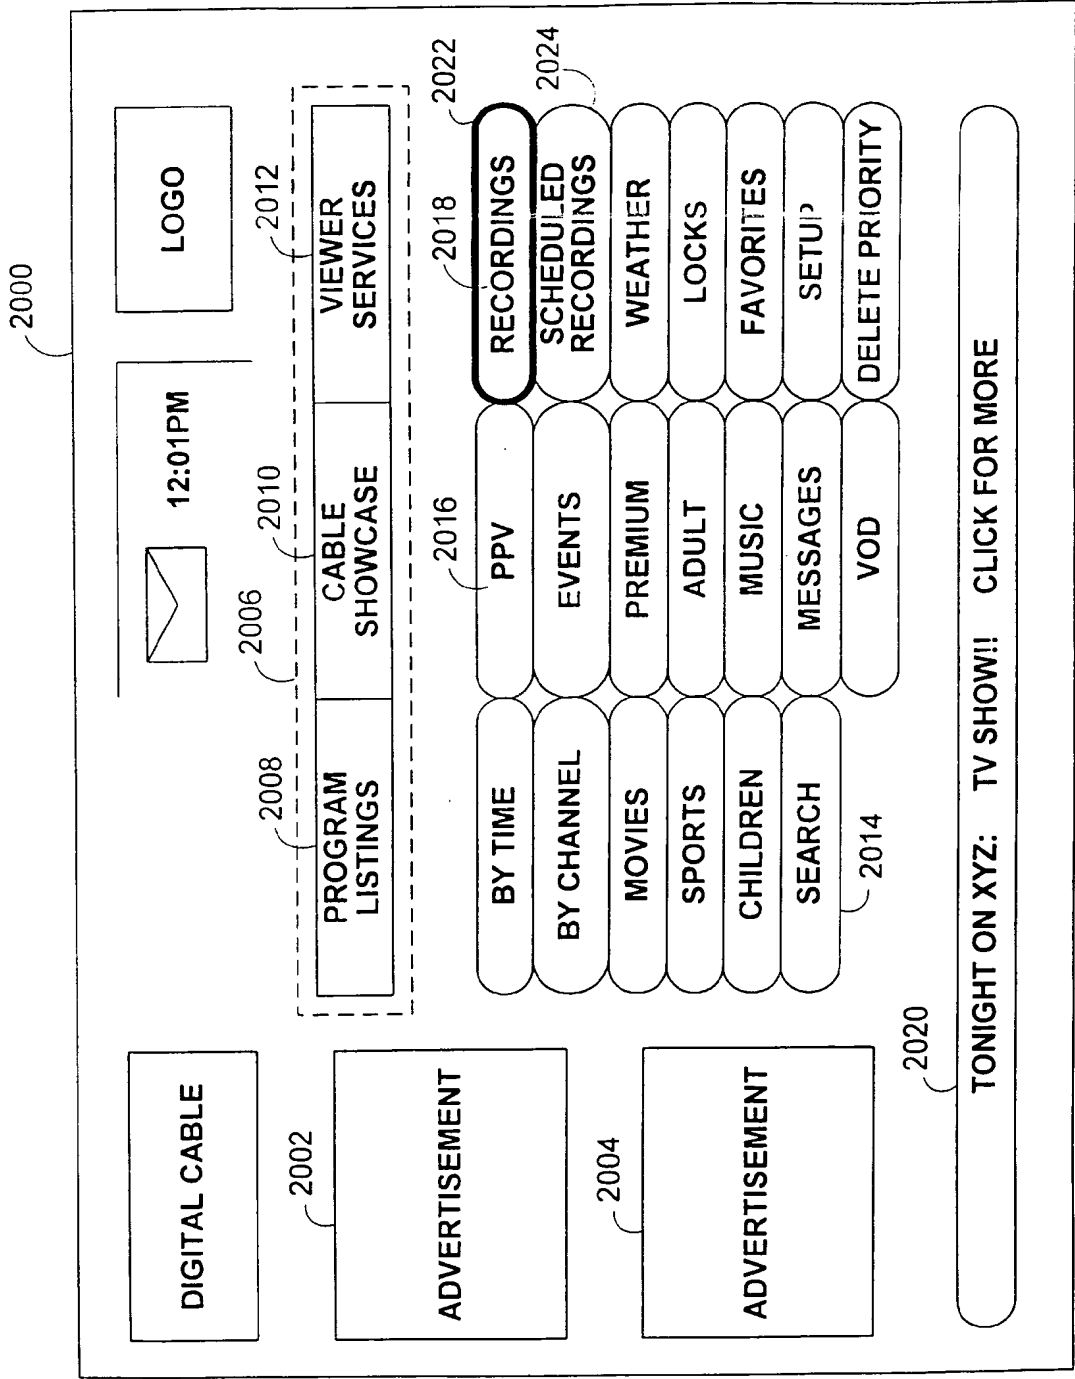 2000
DIGITAL CABLE
12:01PM
LOGO
2002
ADVERTISEMENT
2004
ADVERTISEMENT
2006
2008
2010
2012
PROGRAM
LISTINGS
CABLE
SHOWCASE
VIEWER
SERVICES
2016
2018
2022
2024
BY TIME
PPV
RECORDINGS
BY CHANNEL
EVENTS
SCHEDULED
RECORDINGS
MOVIES
PREMIUM
WEATHER
SPORTS
ADULT
LOCKS
CHILDREN
MUSIC
FAVORITES
SEARCH
MESSAGES
SETUP
2014
VOD
DELETE PRIORITY
2020
TONIGHT ON XYZ: TV SHOW!! CLICK FOR MORE